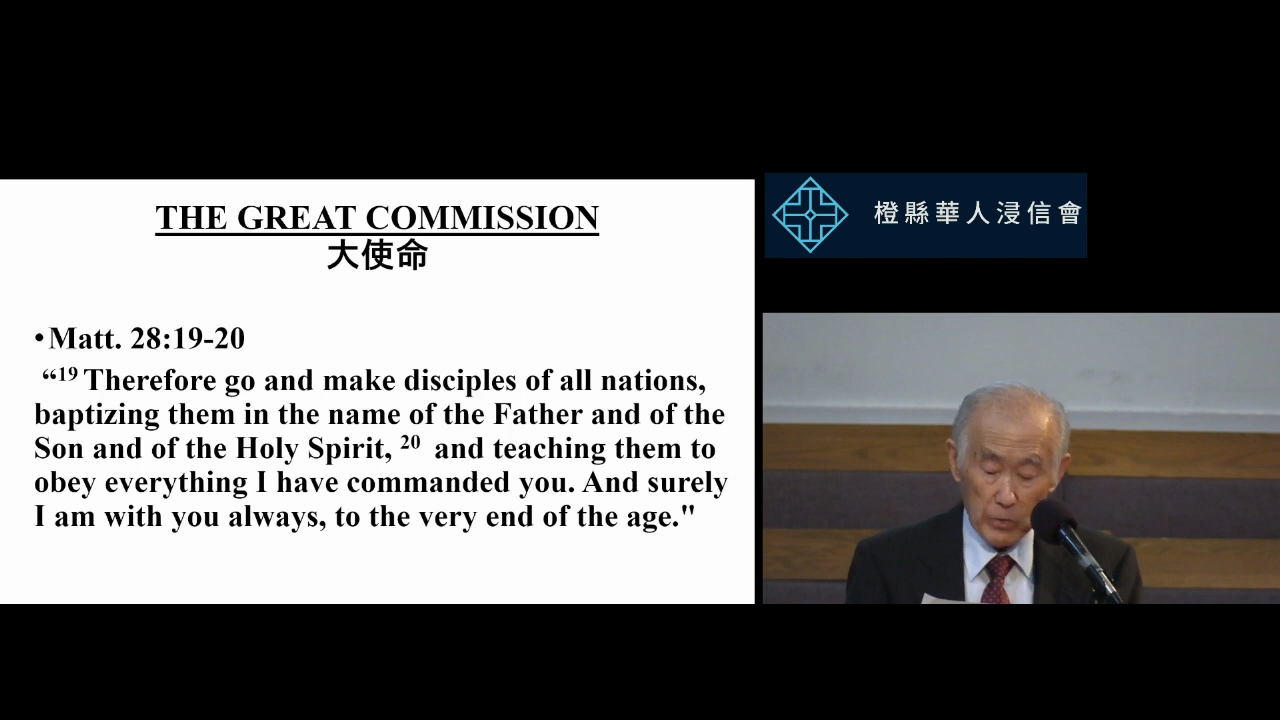 THE GREAT COMMISSION
大使命
•Matt. 28:19-20
“19 Therefore go and make disciples of all nations,
baptizing them in the name of the Father and of the
Son and of the Holy Spirit, 20 and teaching them to
obey everything I have commanded you. And surely
I am with you always, to the very end of the age."
橙縣華人浸信會